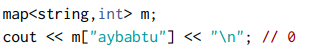 map<string,int> m;
cout << m["aybabtu"] << "\n"; // 0